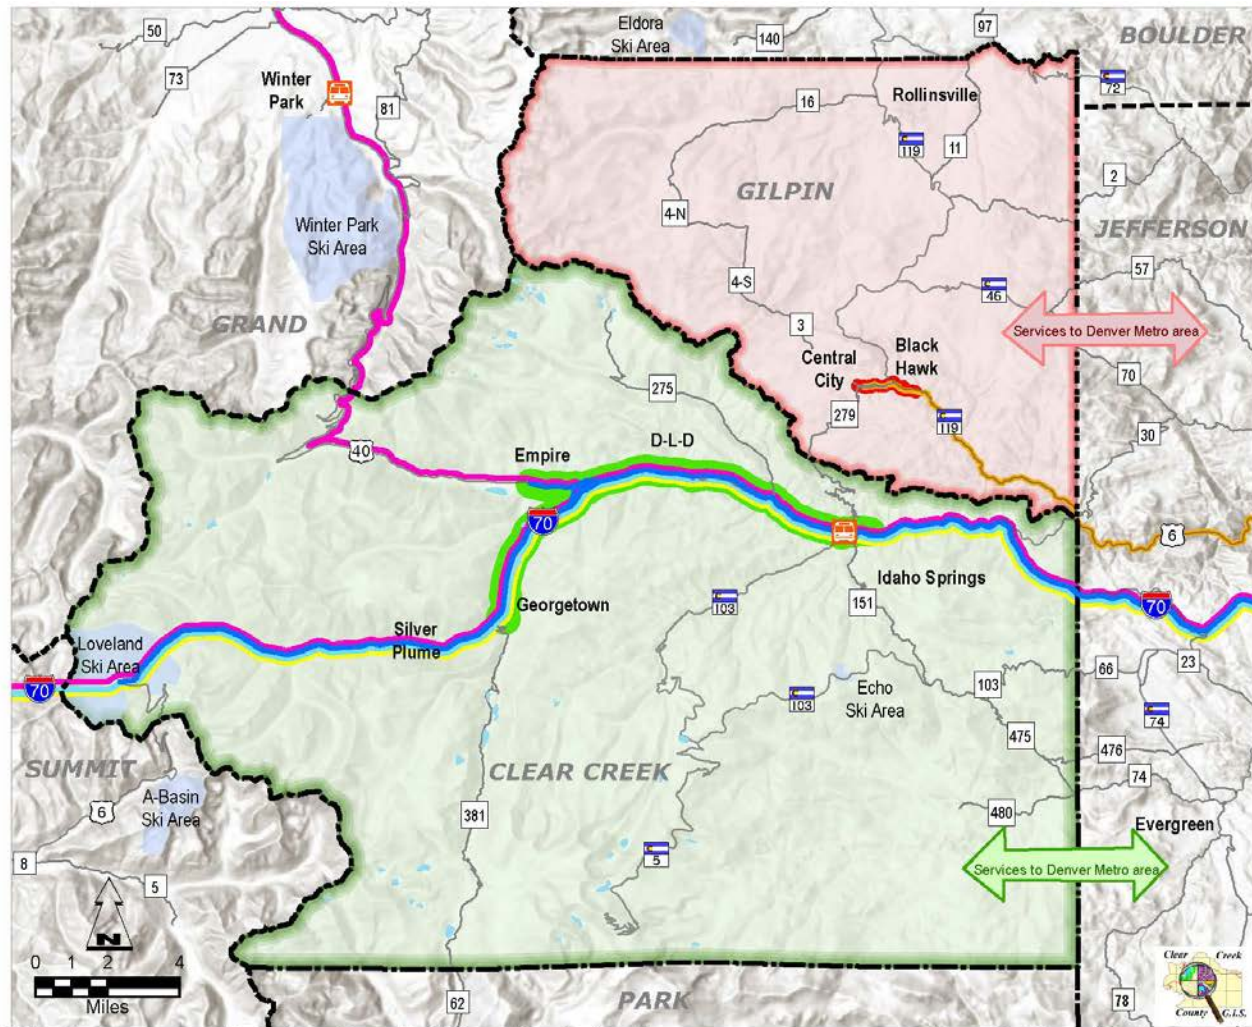 50
Eldora
Ski Area
140
97
BOULDER
73
Winter
Park
81
16
Rollinsville
72
119
11
2
GILPIN
4-N
Winter Park
Ski Area
JEFFERSON
57
4-S
46
GRAND
3
Services to Denver Metro area
Central
City
Black
Hawk
70
275
279
119
30
40
Empire
D-L-D
70
6
Idaho Springs
Georgetown
103
151
70
Silver
Plume
Loveland
Ski Area
23
66
70
103
Echo
Ski Area
103
74
475
476
SUMMIT
CLEAR CREEK
74
A-Basin
Ski Area
6
381
480
Evergreen
8
5
5
Services to Denver Metro area
N
0 2 4
Miles
62
PARK
78
Clear Creek
County G.I.S.